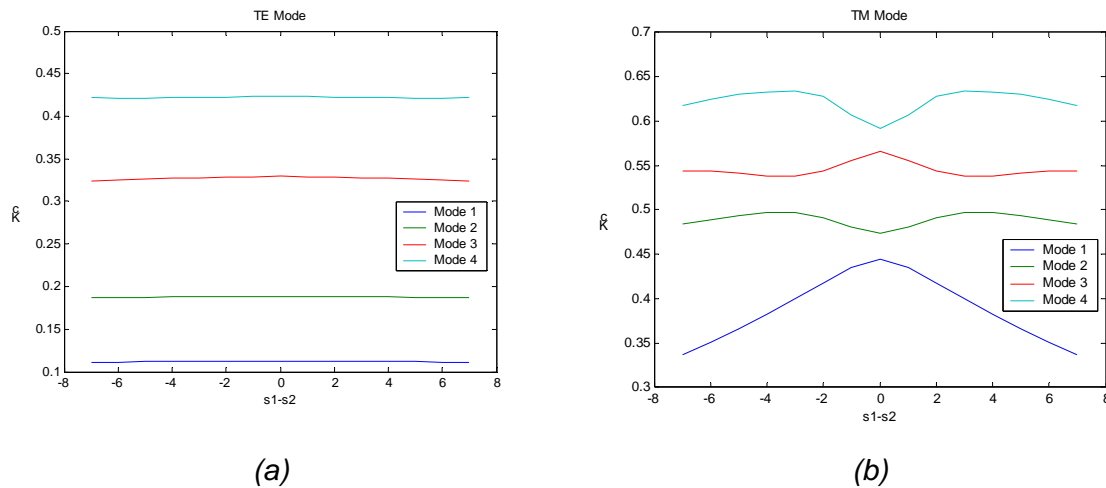 TE Mode
0.5
0.45
0.4
0.35
0.3
0.25
0.2
0.15
0.1
Kc
-8 -6 -4 -2 0 2 4 6 8
s1-s2
Mode 1
Mode 2
Mode 3
Mode 4
(a)
TM Mode
0.7
0.65
0.6
0.55
0.5
0.45
0.4
0.35
0.3
Kc
-8 -6 -4 -2 0 2 4 6 8
s1-s2
Mode 1
Mode 2
Mode 3
Mode 4
(b)